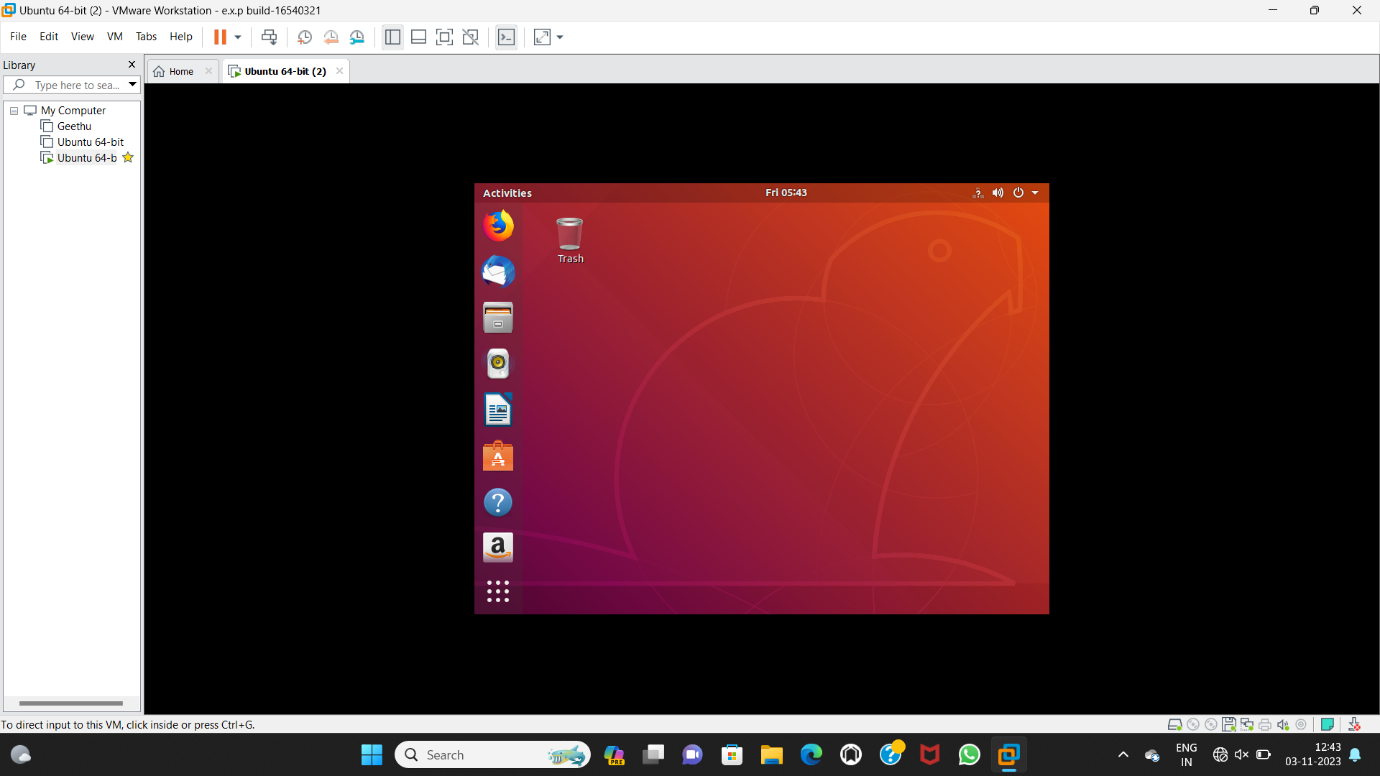 Ubuntu 64-bit (2) - VMware Workstation - e.x.p build-16540321
File Edit View VM Tabs Help
Library
Home
Ubuntu 64-bit (2)
Type here to sea...
My Computer
Geethu
Ubuntu 64-bit
Ubuntu 64-b
Activities
Fri 05:43
?
Trash
A
?
a
To direct input to this VM, click inside or press Ctrl+G.
Search
PRE
?
ENG
IN
12:43
03-11-2023